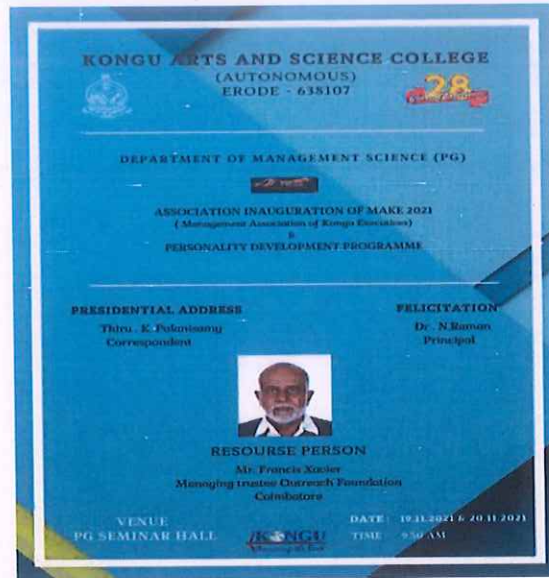 KONGU ARTS AND SCIENCE COLLEGE
(AUTONOMOUS)
ERODE - 638107
28
DEPARTMENT OF MANAGEMENT SCIENCE (PG)
ASSOCIATION INAUGURATION OF MAKE 2021
( Management Association of Kongu Executives)
&
PERSONALITY DEVELOPMENT PROGRAMME
PRESIDENTIAL ADDRESS
Thiru . K. Palanisamy
Correspondent
FELICITATION
Dr . N.Raman
Principal
RESOURSE PERSON
Mr. Francis Xavier
Managing trustee Outreach Foundation
Coimbatore
VENUE
PG SEMINAR HALL
KONGU
DATE : 19.11.2021 & 20.11.2021
TIME : 9.50 AM